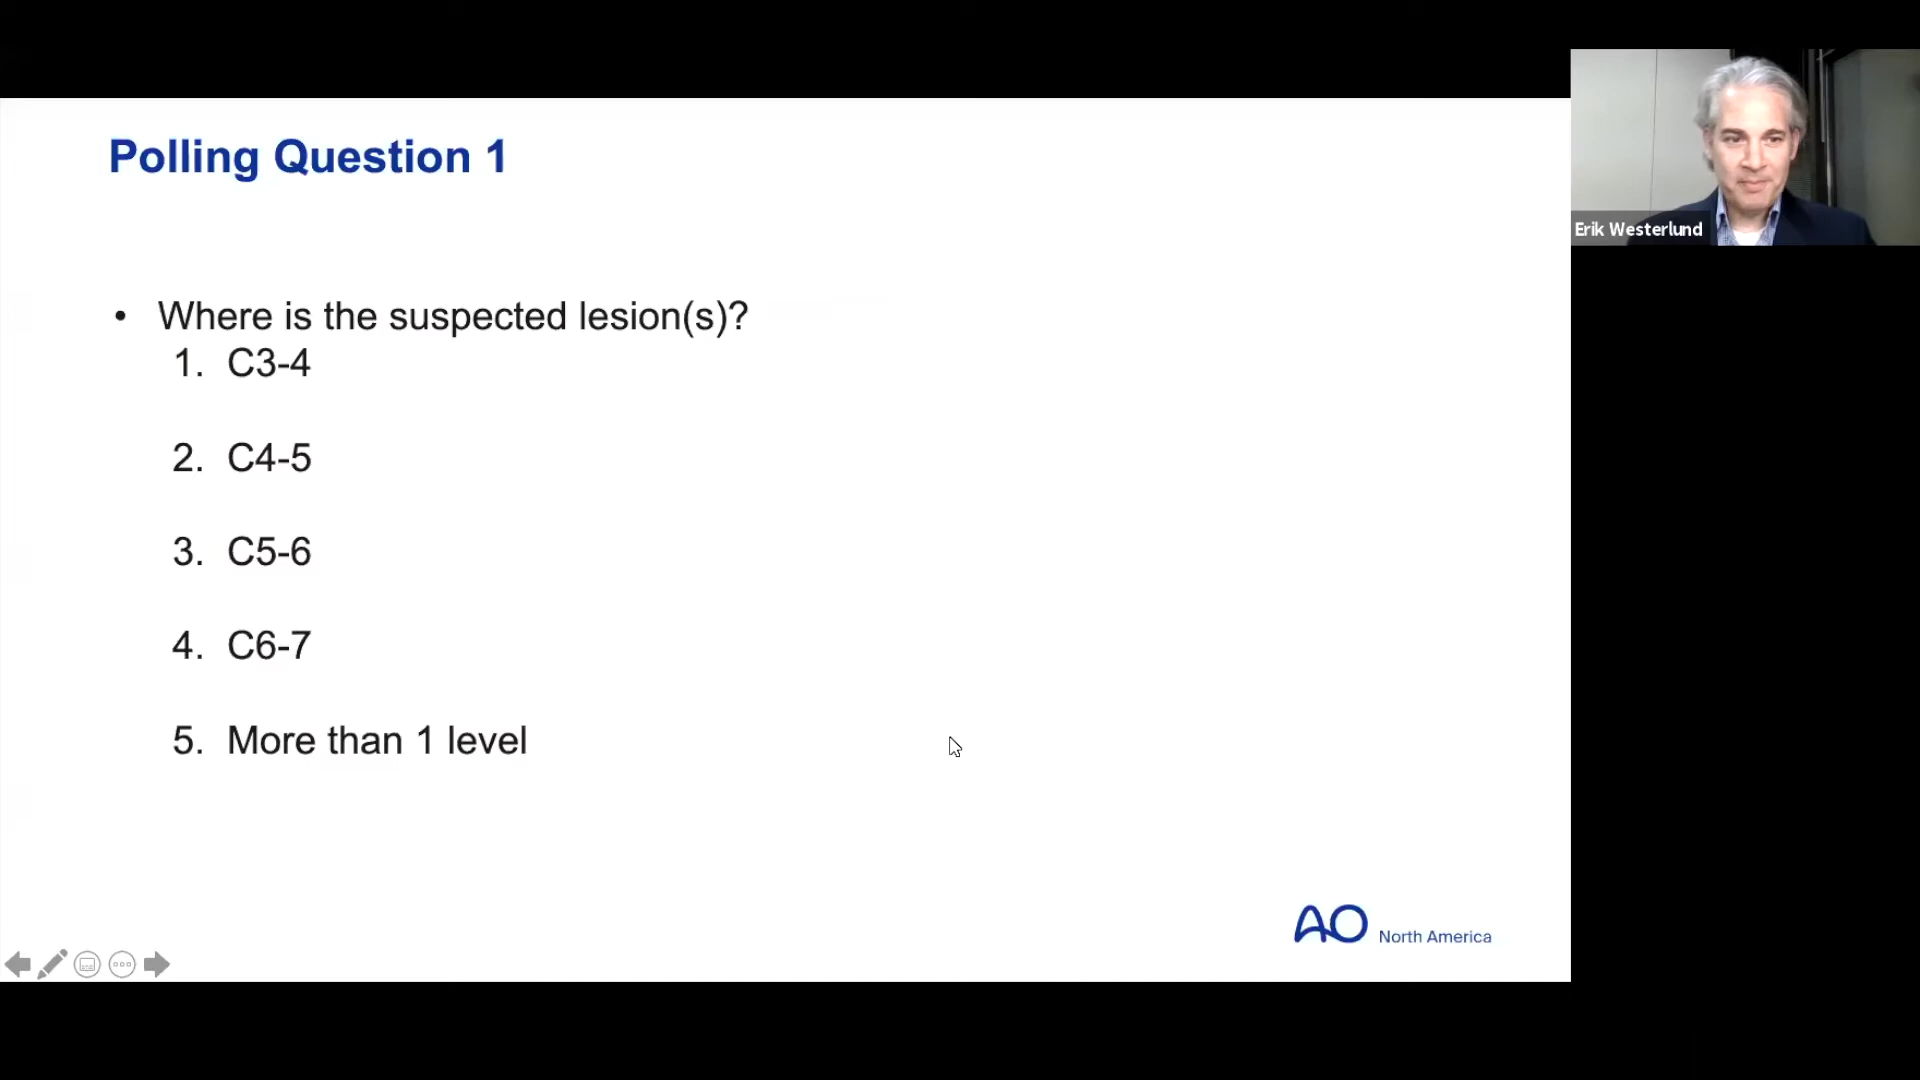 Polling Question 1
Erik Westerlund
• Where is the suspected lesion(s)?
1. C3-4
2. C4-5
3. C5-6
4. C6-7
5. More than 1 level
AO North America